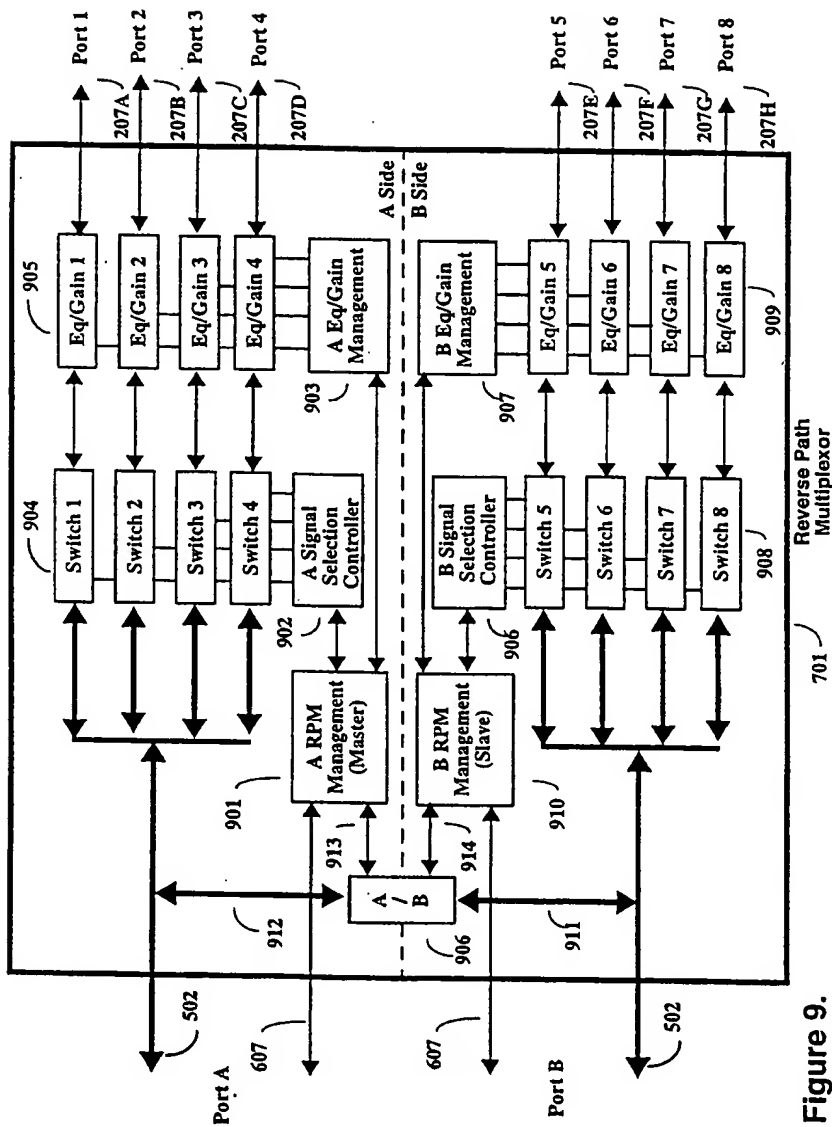 Port 1
Port 2
Port 3
Port 4
207A
207B
207C
207D
Port 5
Port 6
Port 7
Port 8
207E
207F
207G
207H
905
Eq/Gain 1
Eq/Gain 2
Eq/Gain 3
Eq/Gain 4
A Eq/Gain
Management
903
A Side
B Side
B Eq/Gain
Management
907
Eq/Gain 5
Eq/Gain 6
Eq/Gain 7
Eq/Gain 8
909
904
Switch 1
Switch 2
Switch 3
Switch 4
A Signal
Selection
Controller
902
B Signal
Selection
Controller
906
Switch 5
Switch 6
Switch 7
Switch 8
908
A RPM
Management
(Master)
901
913
B RPM
Management
(Slave)
910
914
A
/
B
906
912
911
502
Port A
607
607
Port B
502
Reverse Path
Multiplexor
701
Figure 9.